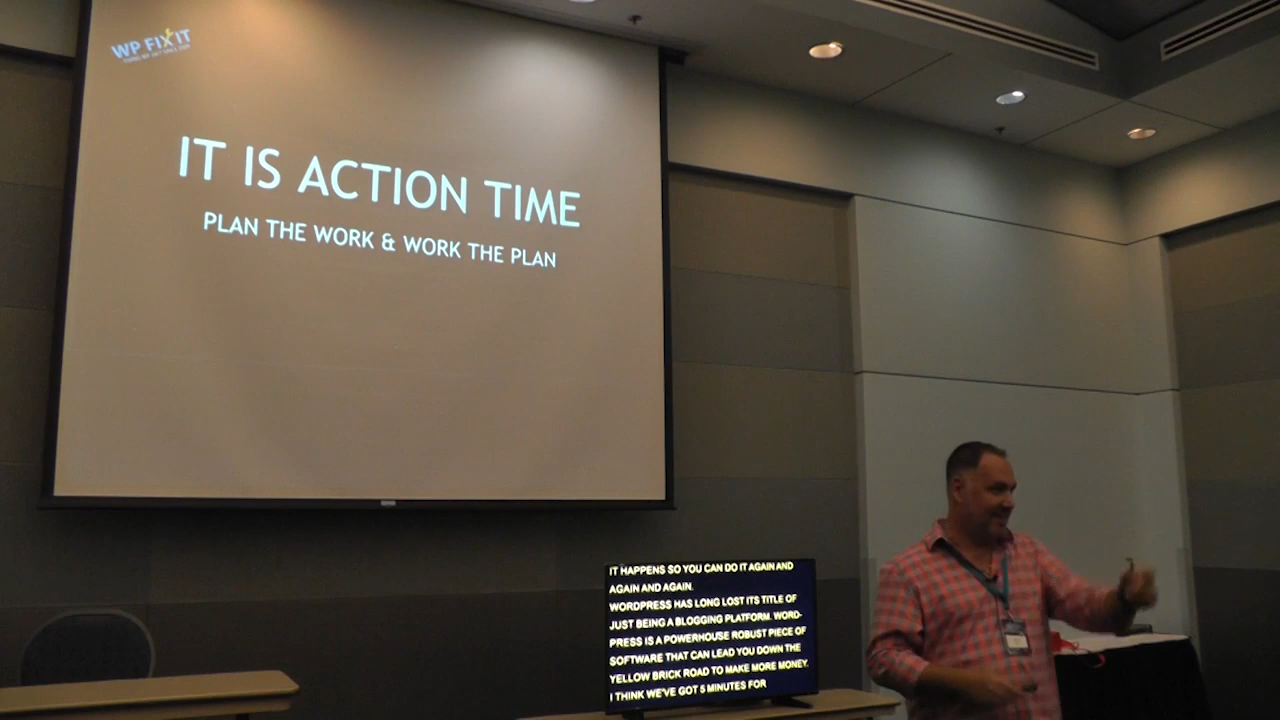 WP FIXIT
IT IS ACTION TIME
PLAN THE WORK & WORK THE PLAN
IT HAPPENS SO YOU CAN DO IT AGAIN AND
AGAIN AND AGAIN.
WORDPRESS HAS LONG LOST ITS TITLE OF
JUST BEING A BLOGGING PLATFORM. WORD-
PRESS IS A POWERHOUSE ROBUST PIECE OF
SOFTWARE THAT CAN LEAD YOU DOWN THE
YELLOW BRICK ROAD TO MAKE MORE MONEY.
I THINK WE'VE GOT 5 MINUTES FOR